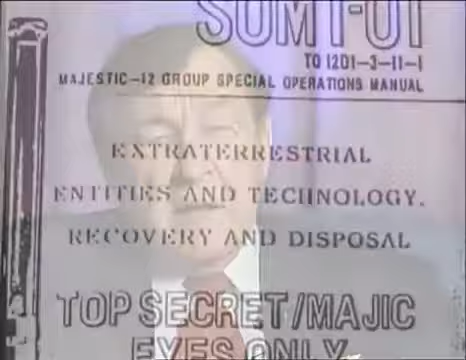 SOM1-01
TO 12D1-3-11-1
MAJESTIC-12 GROUP SPECIAL OPERATIONS MANUAL
EXTRATERRESTRIAL
ENTITIES AND TECHNOLOGY,
RECOVERY AND DISPOSAL
TOP SECRET/MAJIC
EYES ONLY